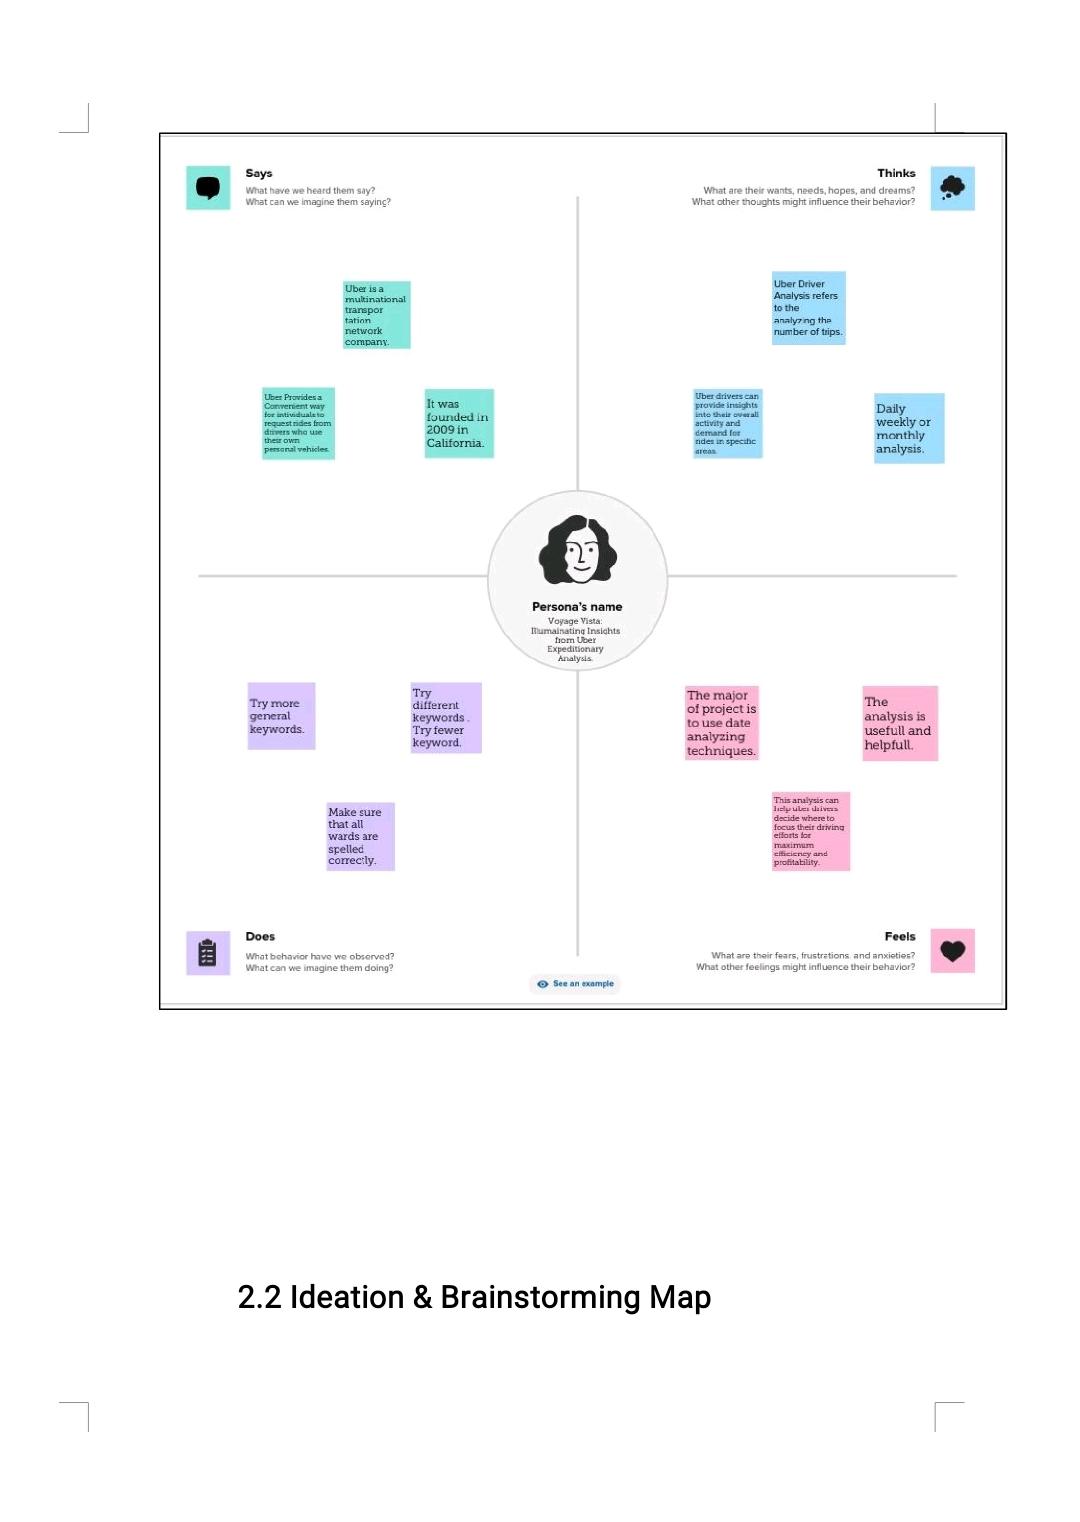 Says
What have we heard them say?
What can we imagine them saying?
Thinks
What are their wants, needs, hopes, and dreams?
What other thoughts might influence their behavior?
Uber is a
multinational
transpor
tation
network
company.
Uber Provides a
Convenient way
for intividuals to
request rides from
drivers who use
their own
personal vehicles.
It was
founded in
2009 in
California.
Uber Driver
Analysis refers
to the
analyzing the
number of trips.
Uber drivers can
provide insights
into their overall
activity and
demand for
rides in specific
areas.
Daily
weekly or
monthly
analysis.
Persona's name
Voyage Vista:
Illumainating Insights
from Uber
Expeditionary
Analysis.
Try more
general
keywords.
Try
different
keywords .
Try fewer
keyword.
Make sure
that all
wards are
spelled
correctly.
The major
of project is
to use date
analyzing
techniques.
The
analysis is
usefull and
helpfull.
This analysis can
help uber drivers
decide where to
focus their driving
efforts for
maximum
efficiency and
profitability.
Does
What behavior have we observed?
What can we imagine them doing?
Feels
What are their fears, frustrations, and anxieties?
What other feelings might influence their behavior?
See an example
2.2 Ideation & Brainstorming Map